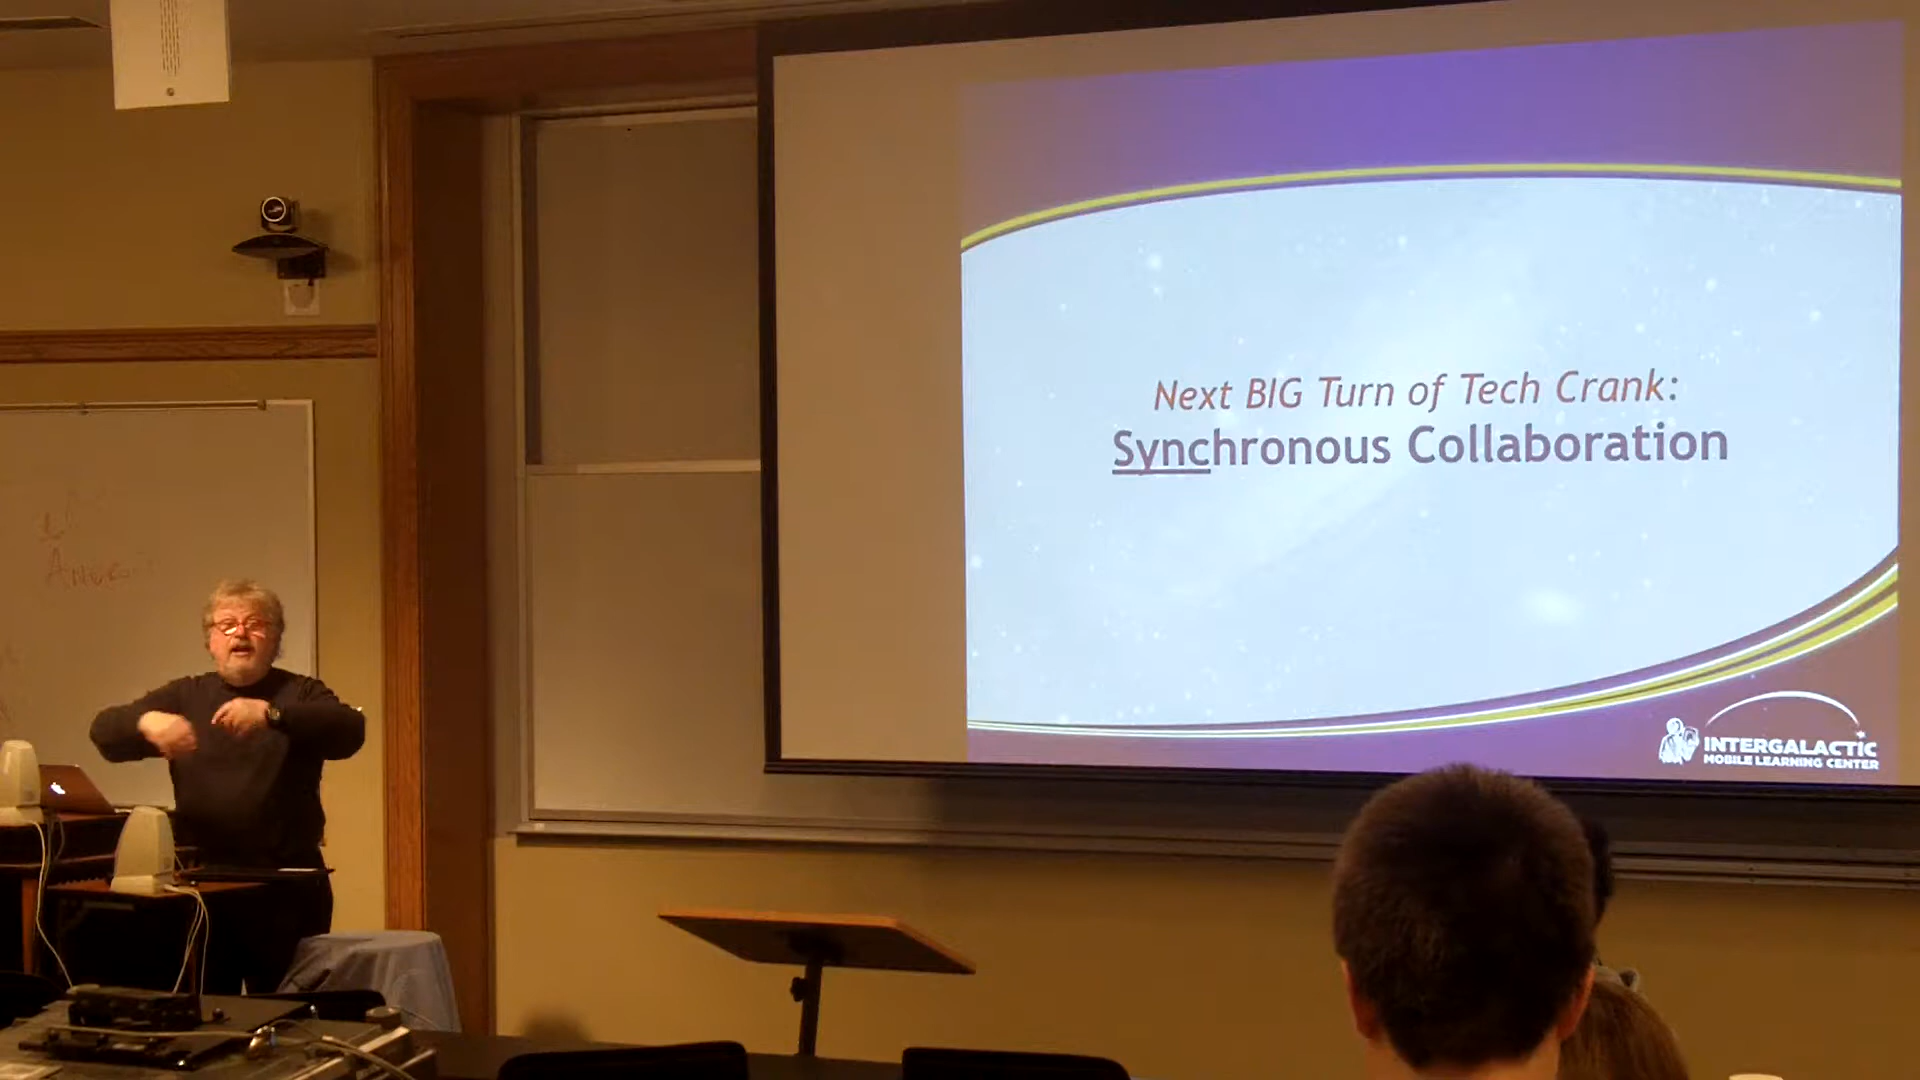 Next BIG Turn of Tech Crank:
Synchronous Collaboration
INTERGALACTIC
MOBILE LEARNING CENTER